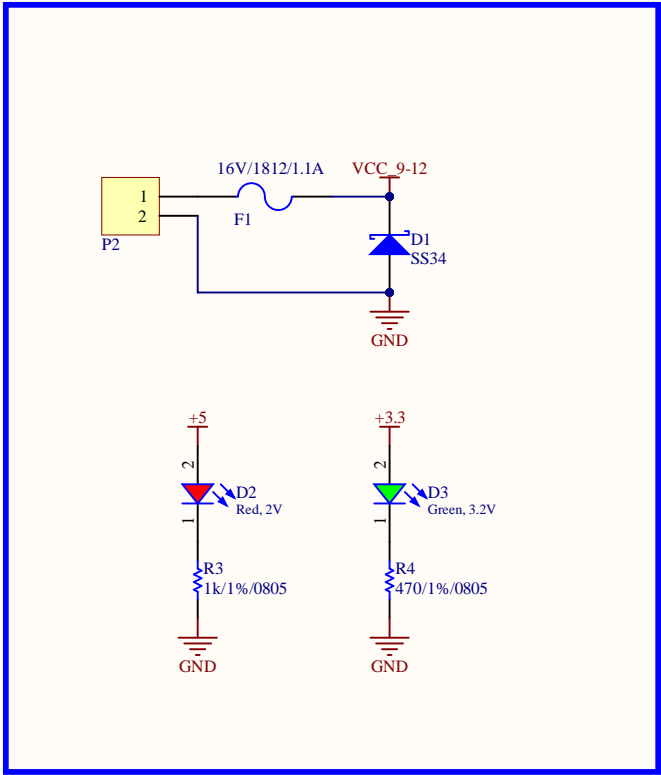 16V/1812/1.1A
VCC_9-12
1
2
F1
P2
D1
SS34
GND
+5
+3.3
2
2
D2
Red, 2V
D3
Green, 3.2V
1
1
R3
1k/1%/0805
R4
470/1%/0805
GND
GND